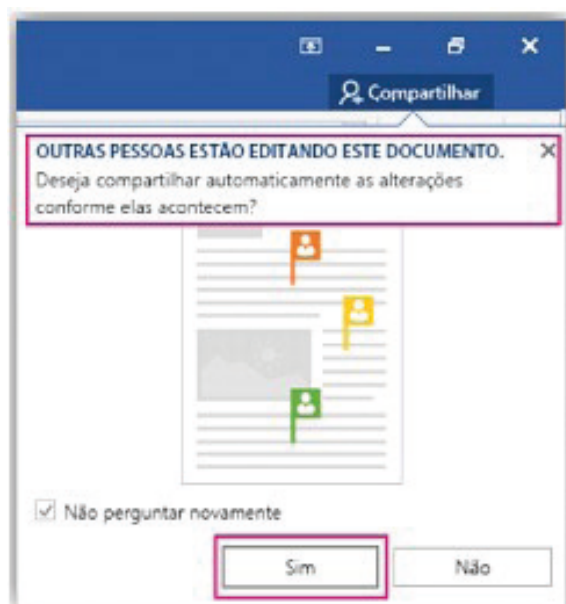 Compartilhar
OUTRAS PESSOAS ESTÃO EDITANDO ESTE DOCUMENTO.
Deseja compartilhar automaticamente as alterações
conforme elas acontecem?
Não perguntar novamente
Sim
Não